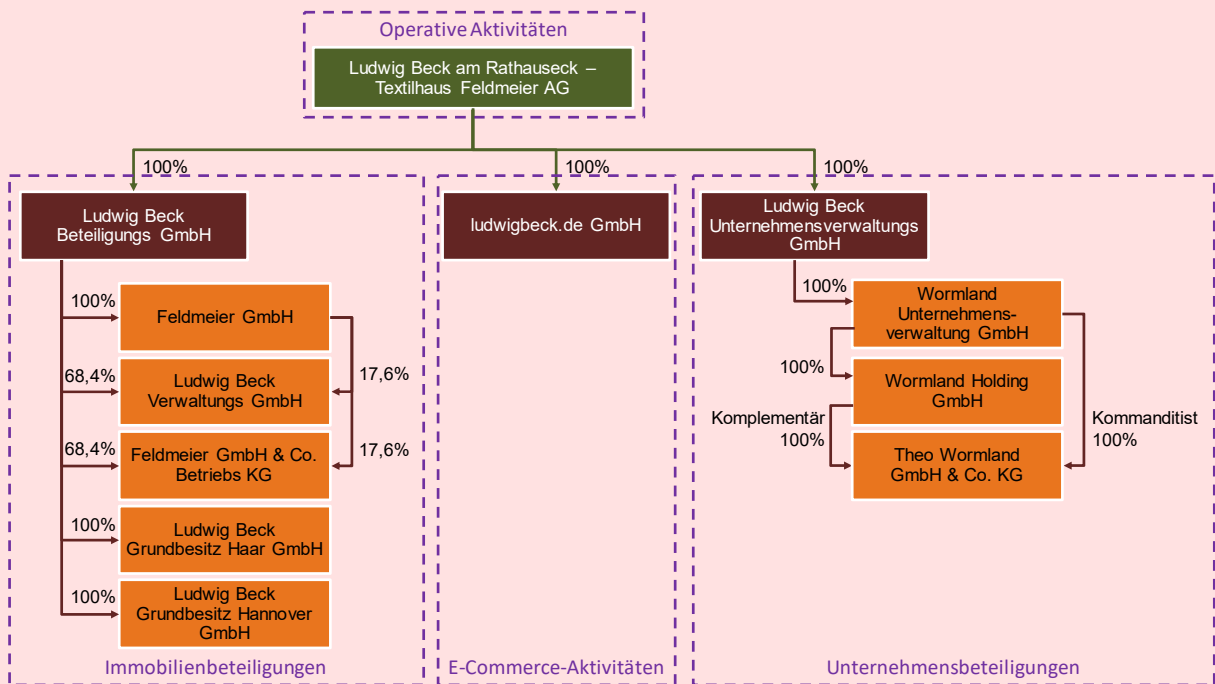 Operative Aktivitäten
Ludwig Beck am Rathauseck –
Textilhaus Feldmeier AG
100%
100%
100%
Ludwig Beck
Beteiligungs GmbH
100%
Feldmeier GmbH
68,4%
Ludwig Beck
Verwaltungs GmbH
17,6%
68,4%
Feldmeier GmbH & Co.
Betriebs KG
17,6%
100%
Ludwig Beck
Grundbesitz Haar GmbH
100%
Ludwig Beck
Grundbesitz Hannover
GmbH
Immobilienbeteiligungen
ludwigbeck.de GmbH
E-Commerce-Aktivitäten
Ludwig Beck
Unternehmensverwaltungs
GmbH
100%
Wormland
Unternehmens-
verwaltung GmbH
100%
Wormland Holding
GmbH
Komplementär
100%
Kommanditist
100%
Theo Wormland
GmbH & Co. KG
Unternehmensbeteiligungen